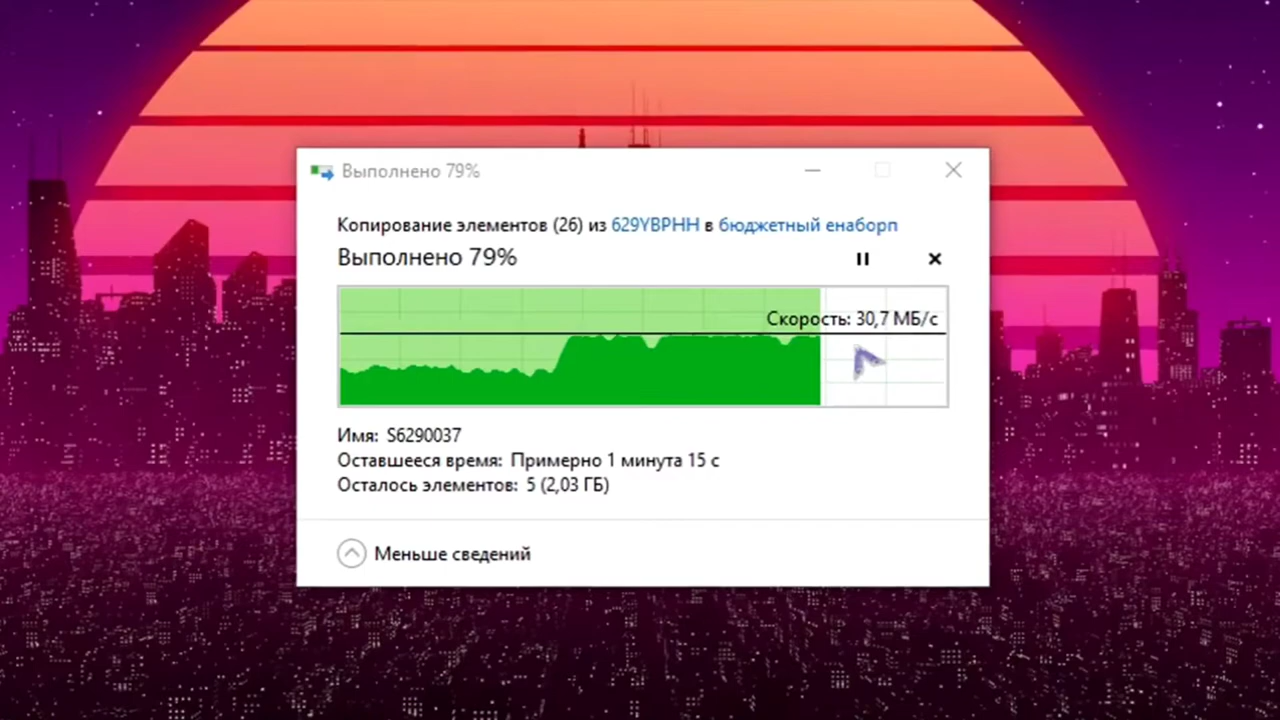 Выполнено 79%
Копирование элементов (26) из 629YBPHH в бюджетный енаборп
Выполнено 79%
Скорость: 30,7 МБ/с
Имя: S6290037
Оставшееся время: Примерно 1 минута 15 с
Осталось элементов: 5 (2,03 ГБ)
Меньше сведений